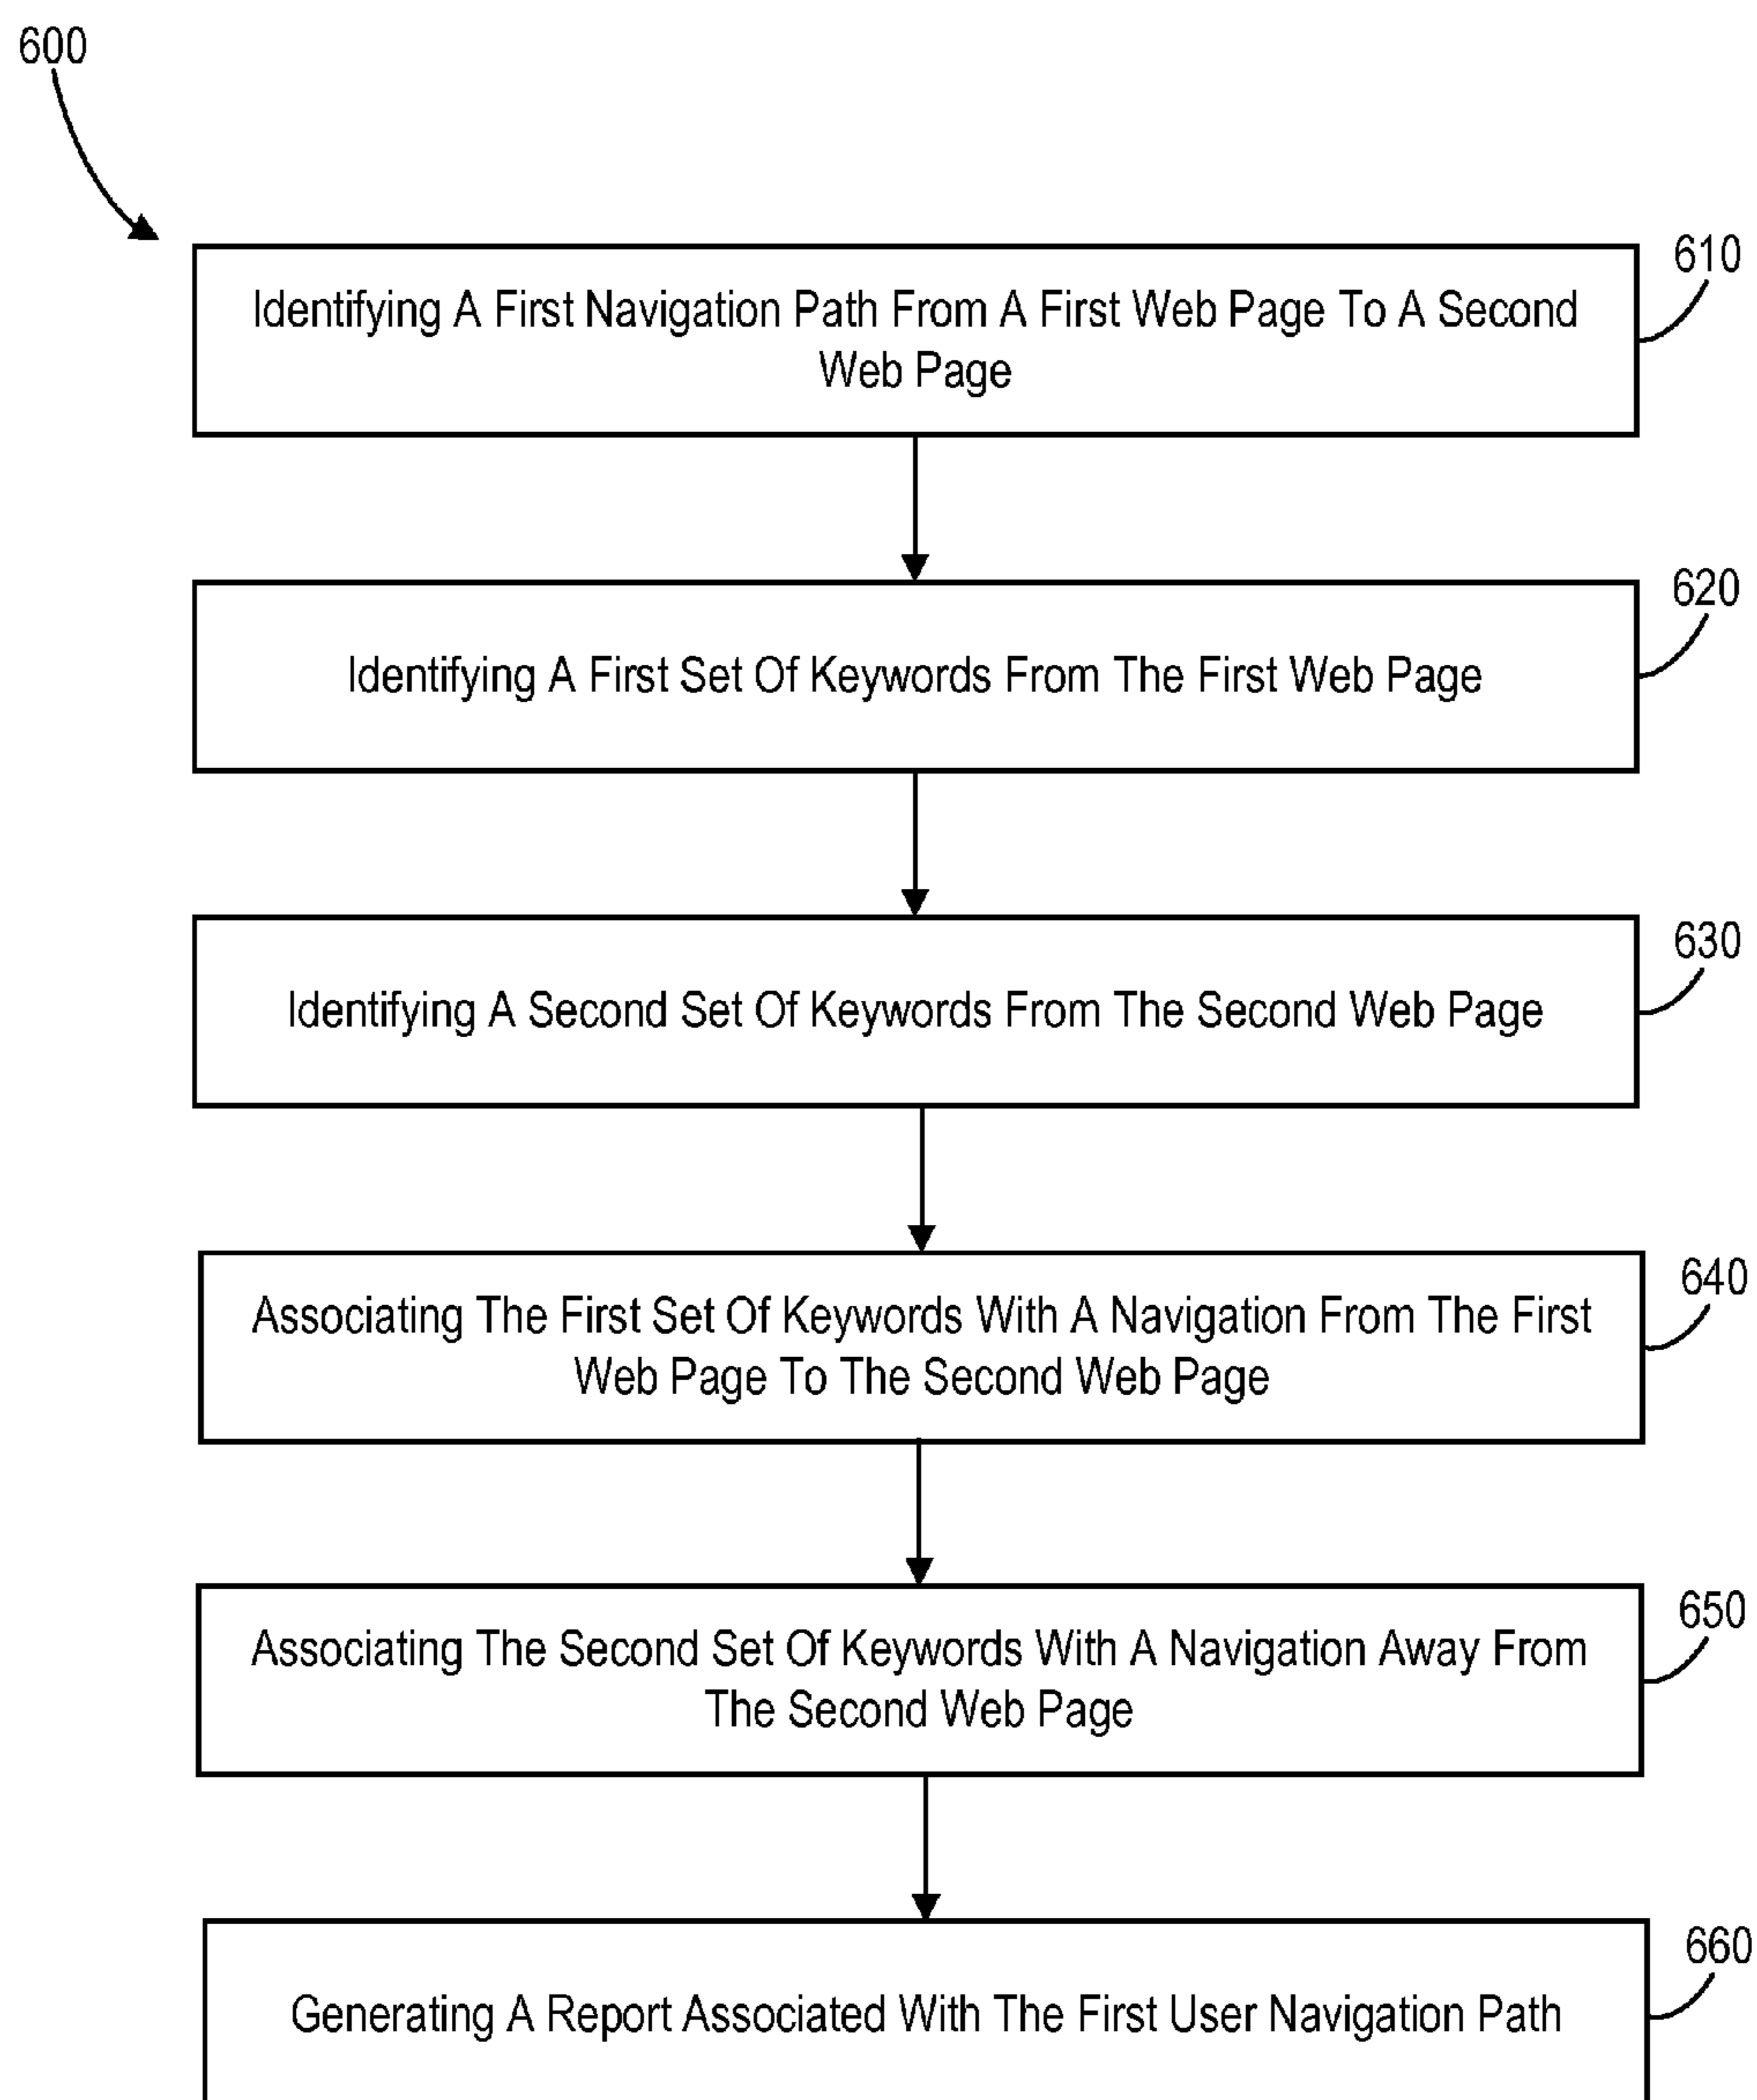 600
610
Identifying A First Navigation Path From A First Web Page To A Second
Web Page
620
Identifying A First Set Of Keywords From The First Web Page
630
Identifying A Second Set Of Keywords From The Second Web Page
640
Associating The First Set Of Keywords With A Navigation From The First
Web Page To The Second Web Page
650
Associating The Second Set Of Keywords With A Navigation Away From
The Second Web Page
660
Generating A Report Associated With The First User Navigation Path